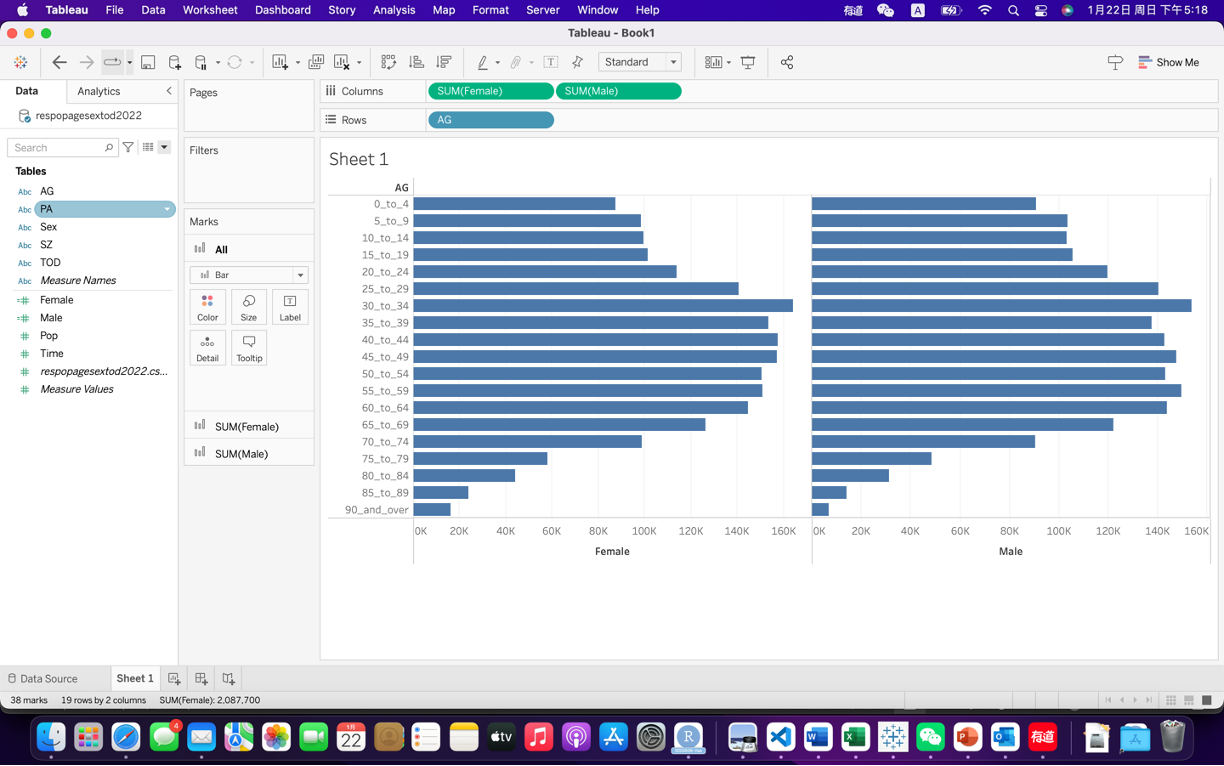 Tableau File Data Worksheet Dashboard Story Analysis Map Format Server Window Help 有道 A 1月22日 周日 下午5:18
Tableau - Book1
Standard Show Me
Data Analytics
respopagesextod2022
Search
Tables
Abc AG
Abc PA
Abc Sex
Abc SZ
Abc TOD
Abc Measure Names
Female
Male
Pop
Time
respopagesextod2022.cs...
Measure Values
Pages
Filters
Marks
All
Bar
Color Size Label
Detail Tooltip
SUM(Female)
SUM(Male)
Columns SUM(Female) SUM(Male)
Rows AG
Sheet 1
AG
0_to_4
5_to_9
10_to_14
15_to_19
20_to_24
25_to_29
30_to_34
35_to_39
40_to_44
45_to_49
50_to_54
55_to_59
60_to_64
65_to_69
70_to_74
75_to_79
80_to_84
85_to_89
90_and_over
0K 20K 40K 60K 80K 100K 120K 140K 160K 0K 20K 40K 60K 80K 100K 120K 140K 160K
Female Male
Data Source Sheet 1
38 marks 19 rows by 2 columns SUM(Female): 2,087,700
4
1月
22
tv
R
W
X
P
O
有道